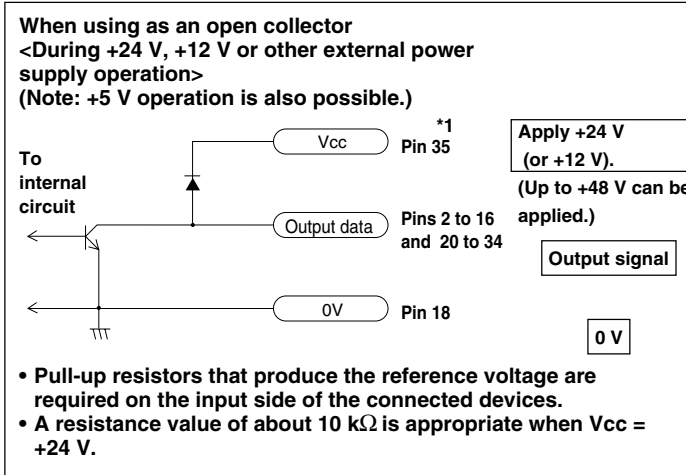 When using as an open collector
<During +24 V, +12 V or other external power
supply operation>
(Note: +5 V operation is also possible.)
To
internal
circuit
Vcc
*1
Pin 35
Apply +24 V
(or +12 V).
(Up to +48 V can be
applied.)
Output data
Pins 2 to 16
and 20 to 34
Output signal
0V
Pin 18
0 V
• Pull-up resistors that produce the reference voltage are
required on the input side of the connected devices.
• A resistance value of about 10 kΩ is appropriate when Vcc =
+24 V.